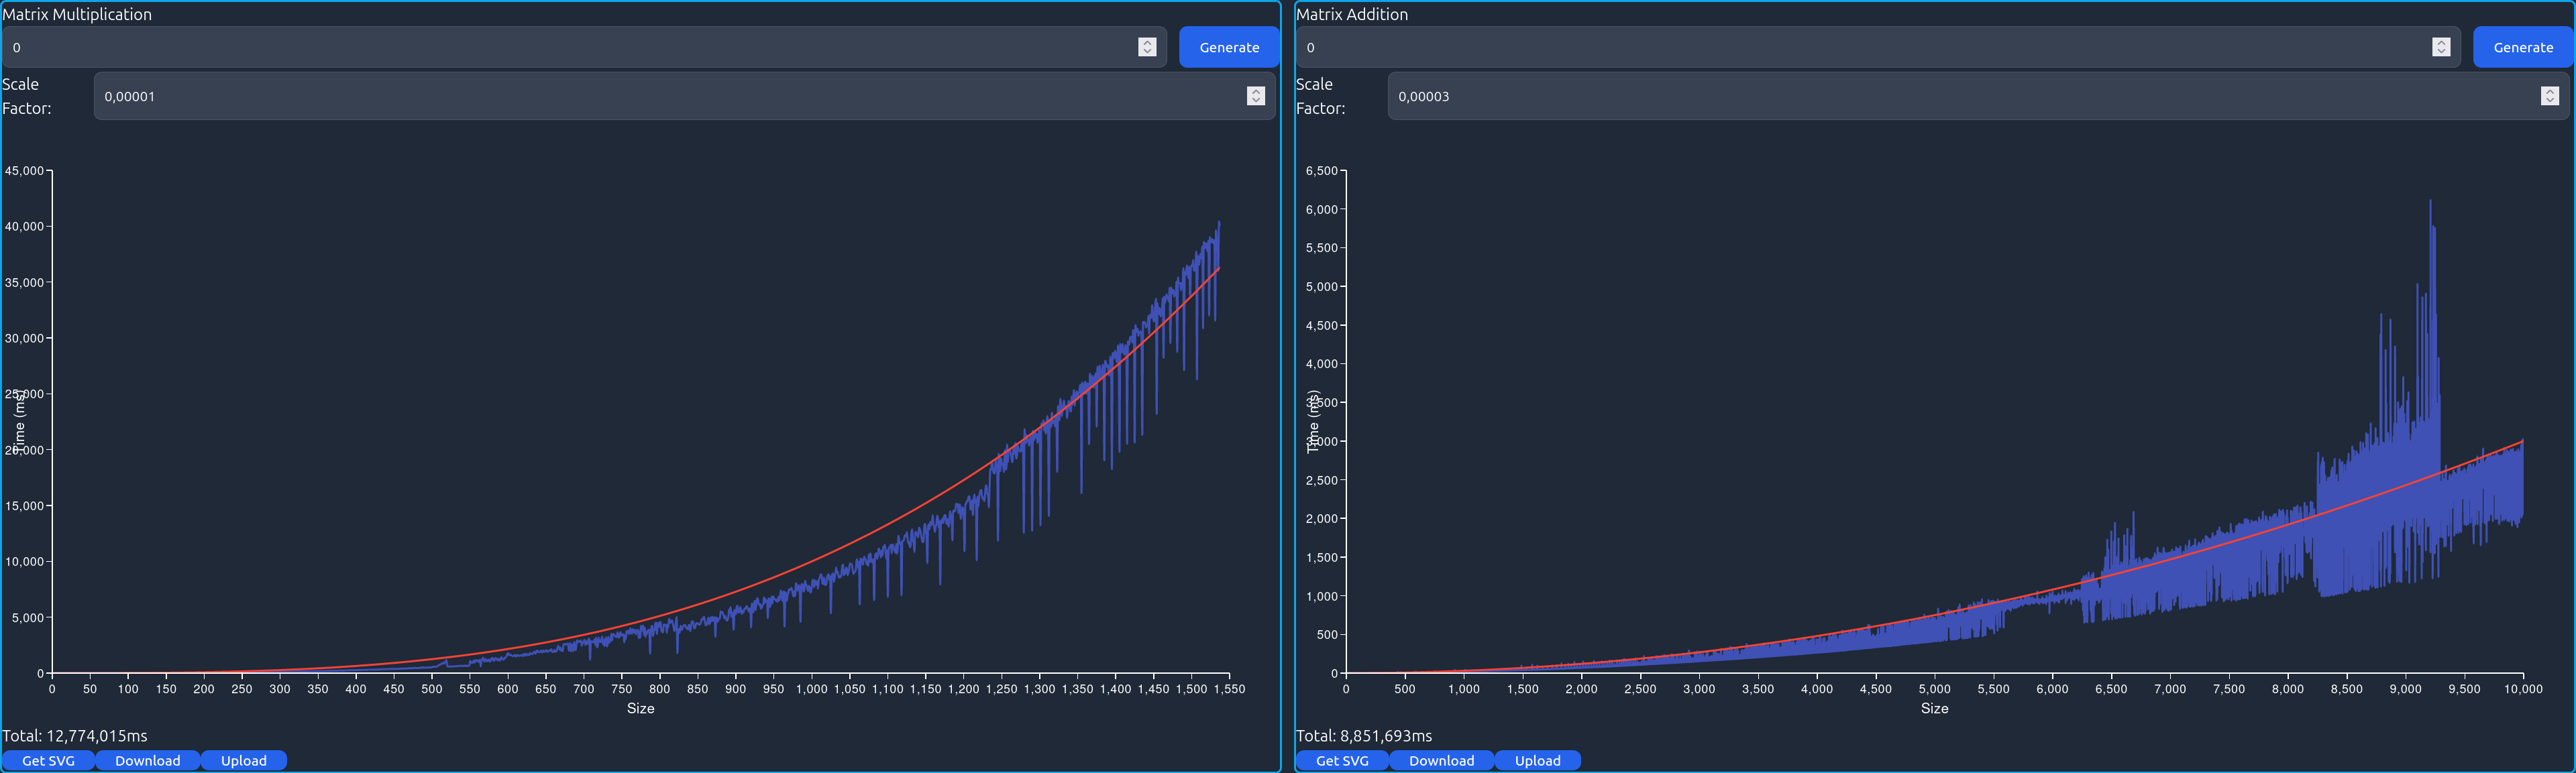 Matrix Multiplication
0
Generate
Scale
Factor:
0,00001
45,000
40,000
35,000
30,000
25,000
20,000
15,000
10,000
5,000
0
Time (ms)
0 50 100 150 200 250 300 350 400 450 500 550 600 650 700 750 800 850 900 950 1,000 1,050 1,100 1,150 1,200 1,250 1,300 1,350 1,400 1,450 1,500 1,550
Size
Total: 12,774,015ms
Get SVG Download Upload
Matrix Addition
0
Generate
Scale
Factor:
0,00003
6,500
6,000
5,500
5,000
4,500
4,000
3,500
3,000
2,500
2,000
1,500
1,000
500
0
Time (ms)
0 500 1,000 1,500 2,000 2,500 3,000 3,500 4,000 4,500 5,000 5,500 6,000 6,500 7,000 7,500 8,000 8,500 9,000 9,500 10,000
Size
Total: 8,851,693ms
Get SVG Download Upload